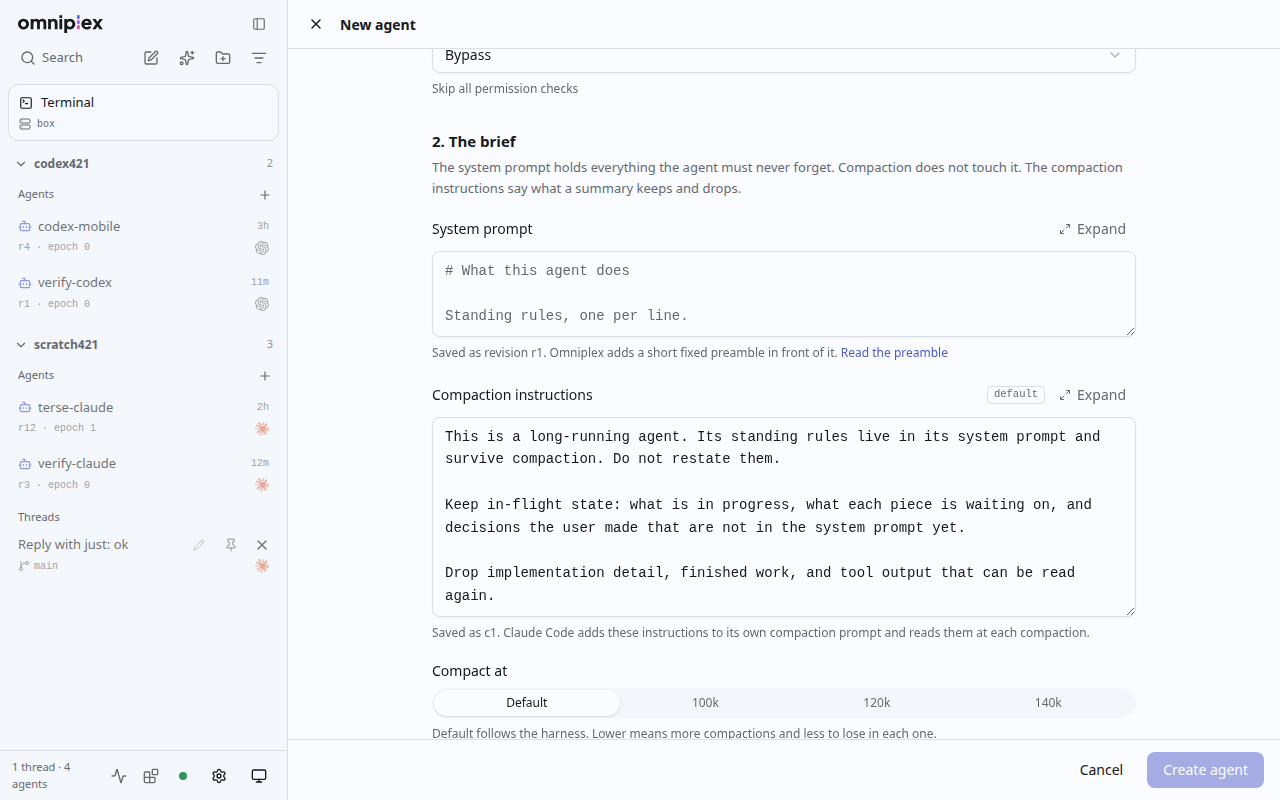 omniplex
New agent
Search
Terminal
box
codex421
2
Agents
codex-mobile
3h
r4 · epoch 0
verify-codex
11m
r1 · epoch 0
scratch421
3
Agents
terse-claude
2h
r12 · epoch 1
verify-claude
12m
r3 · epoch 0
Threads
Reply with just: ok
main
1 thread · 4
agents
Bypass
Skip all permission checks
2. The brief
The system prompt holds everything the agent must never forget. Compaction does not touch it. The compaction
instructions say what a summary keeps and drops.
System prompt
Expand
# What this agent does
Standing rules, one per line.
Saved as revision r1. Omniplex adds a short fixed preamble in front of it. Read the preamble
Compaction instructions
default
Expand
This is a long-running agent. Its standing rules live in its system prompt and
survive compaction. Do not restate them.
Keep in-flight state: what is in progress, what each piece is waiting on, and
decisions the user made that are not in the system prompt yet.
Drop implementation detail, finished work, and tool output that can be read
again.
Saved as c1. Claude Code adds these instructions to its own compaction prompt and reads them at each compaction.
Compact at
Default
100k
120k
140k
Default follows the harness. Lower means more compactions and less to lose in each one.
Cancel
Create agent